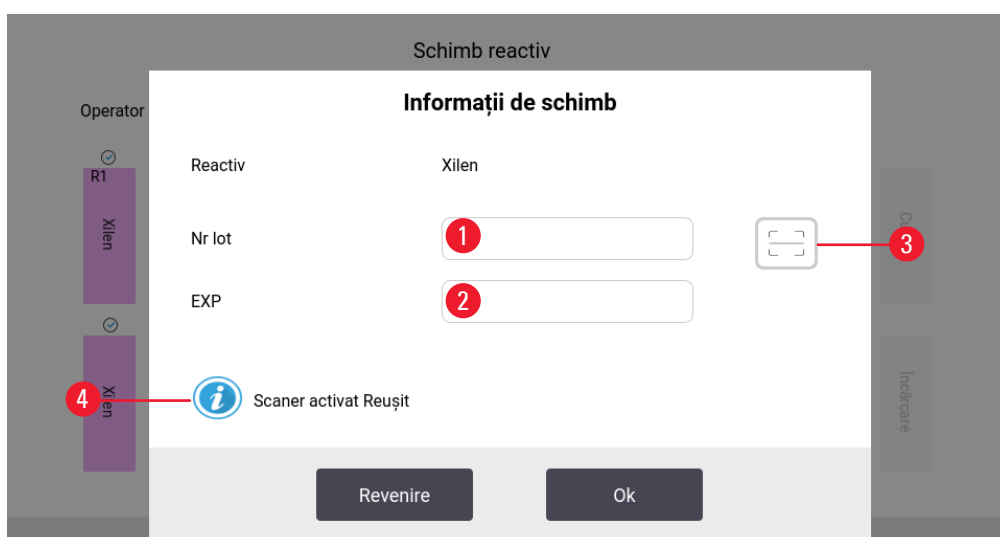 Schimb reactiv
Informații de schimb
Operator
R1
Xilen
Reactiv
Xilen
Nr lot
1
3
EXP
2
4
Xilen
Scaner activat Reușit
Încărcare
Revenire
Ok